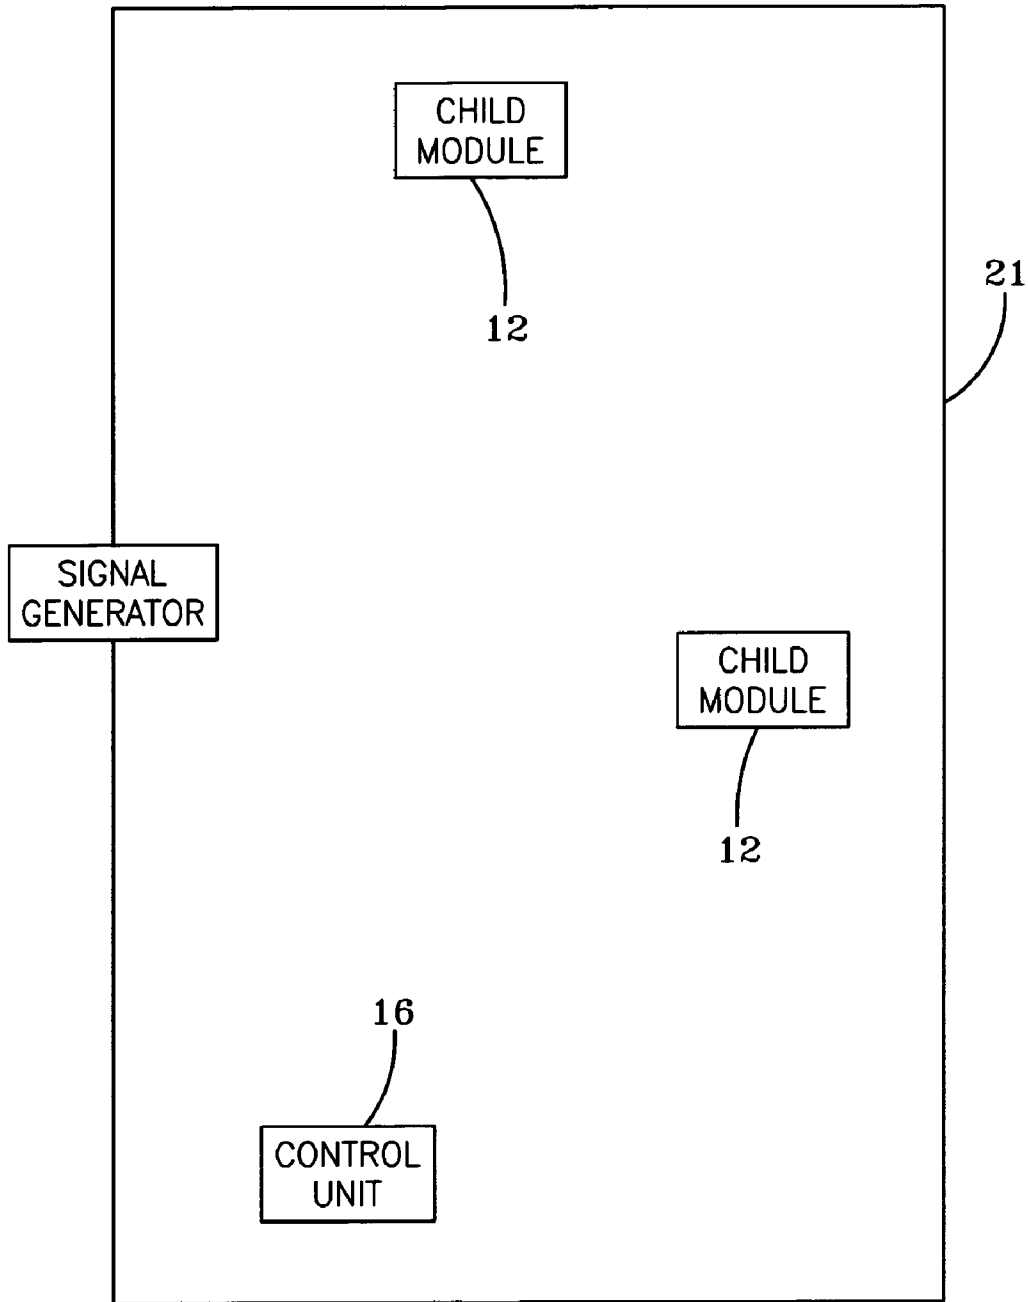 CHILD
MODULE
12
21
SIGNAL
GENERATOR
CHILD
MODULE
12
16
CONTROL
UNIT